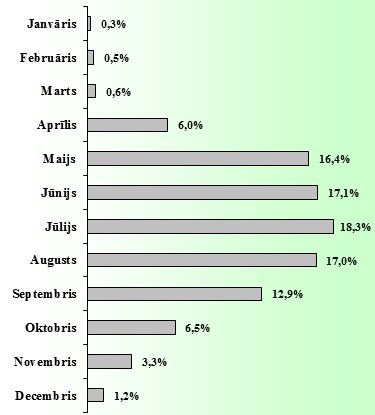 Janvāris 0,3%
Februāris 0,5%
Marts 0,6%
Aprīlis 6,0%
Maijs 16,4%
Jūnijs 17,1%
Jūlijs 18,3%
Augusts 17,0%
Septembris 12,9%
Oktobris 6,5%
Novembris 3,3%
Decembris 1,2%